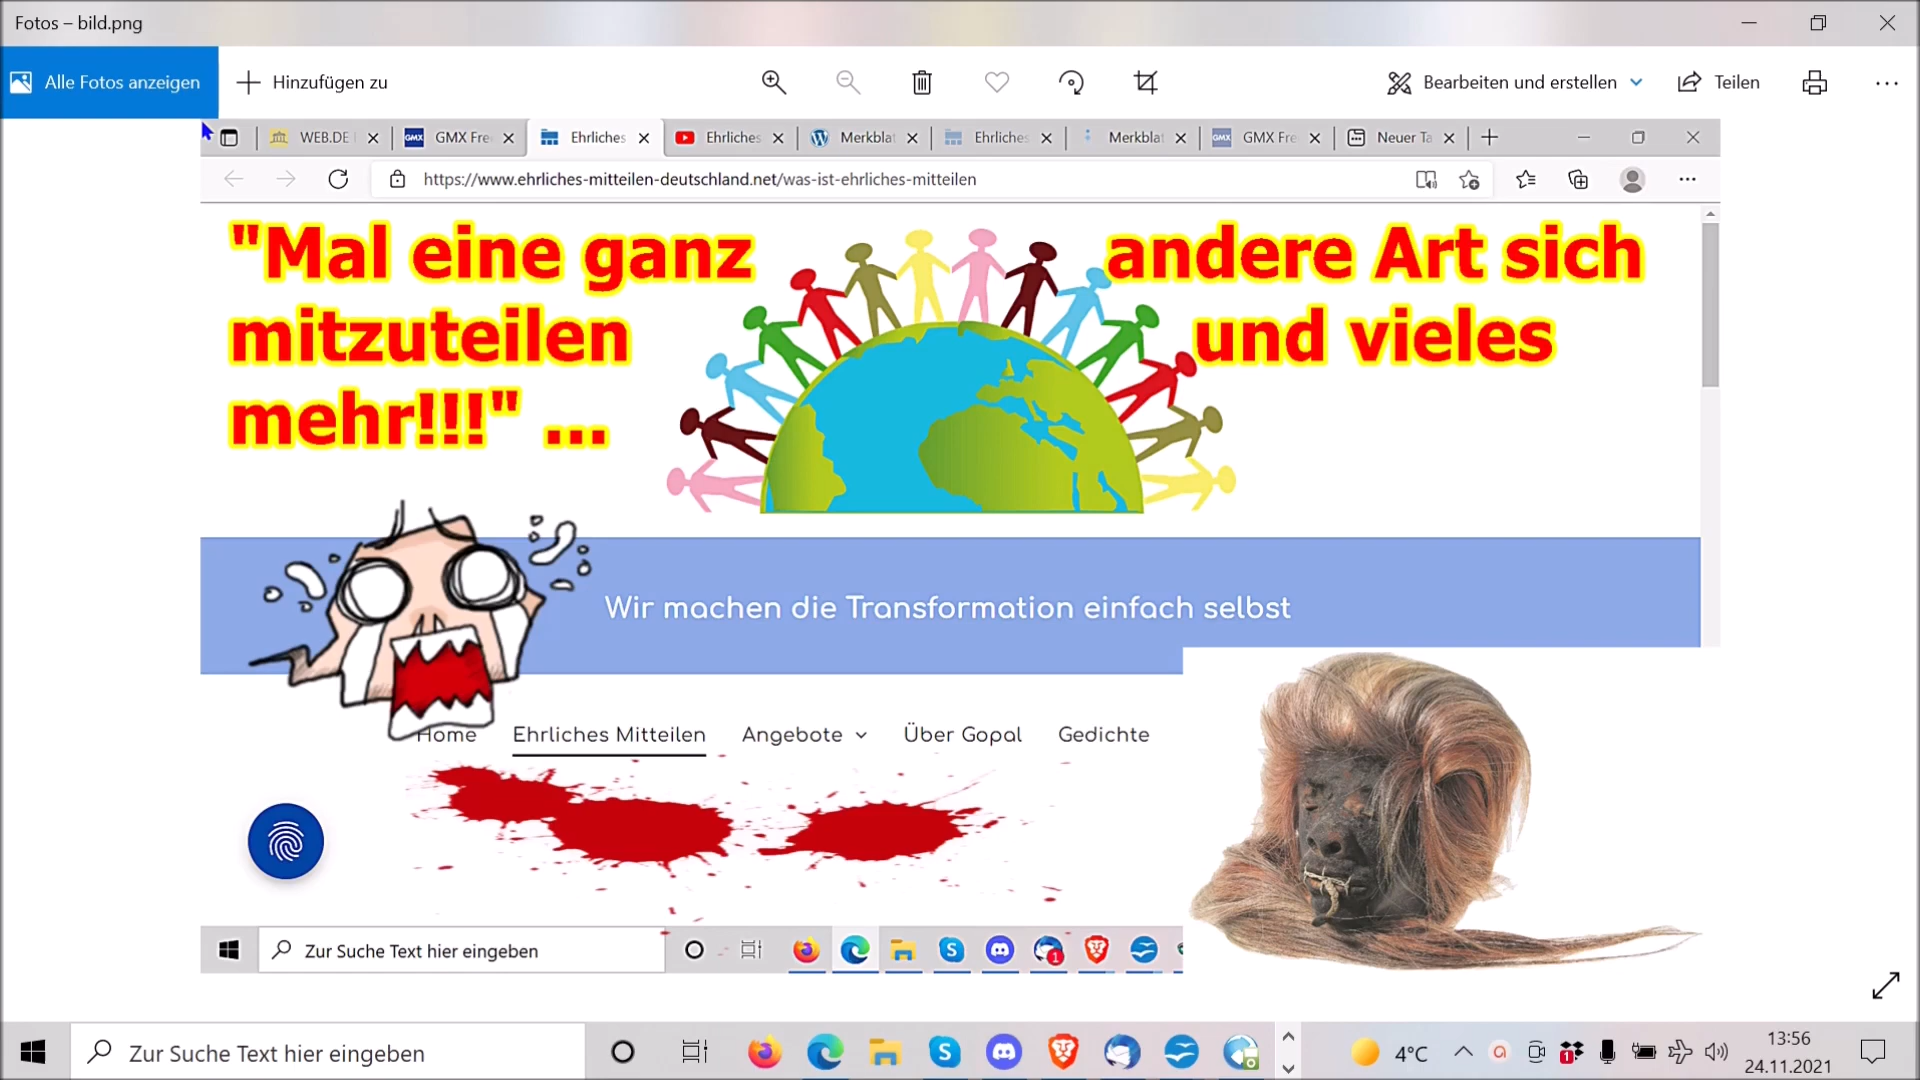 Fotos – bild.png
Alle Fotos anzeigen
Hinzufügen zu
Bearbeiten und erstellen
Teilen
WEB.DE
GMX Fre
Ehrliches
Ehrliches
Merkblat
Ehrliches
Merkblat
GMX Fre
Neuer Ta
https://www.ehrliches-mitteilen-deutschland.net/was-ist-ehrliches-mitteilen
"Mal eine ganz andere Art sich
mitzuteilen und vieles
mehr!!!" ...
Wir machen die Transformation einfach selbst
Home Ehrliches Mitteilen Angebote Über Gopal Gedichte
Zur Suche Text hier eingeben
1
Zur Suche Text hier eingeben
4°C
1
13:56
24.11.2021